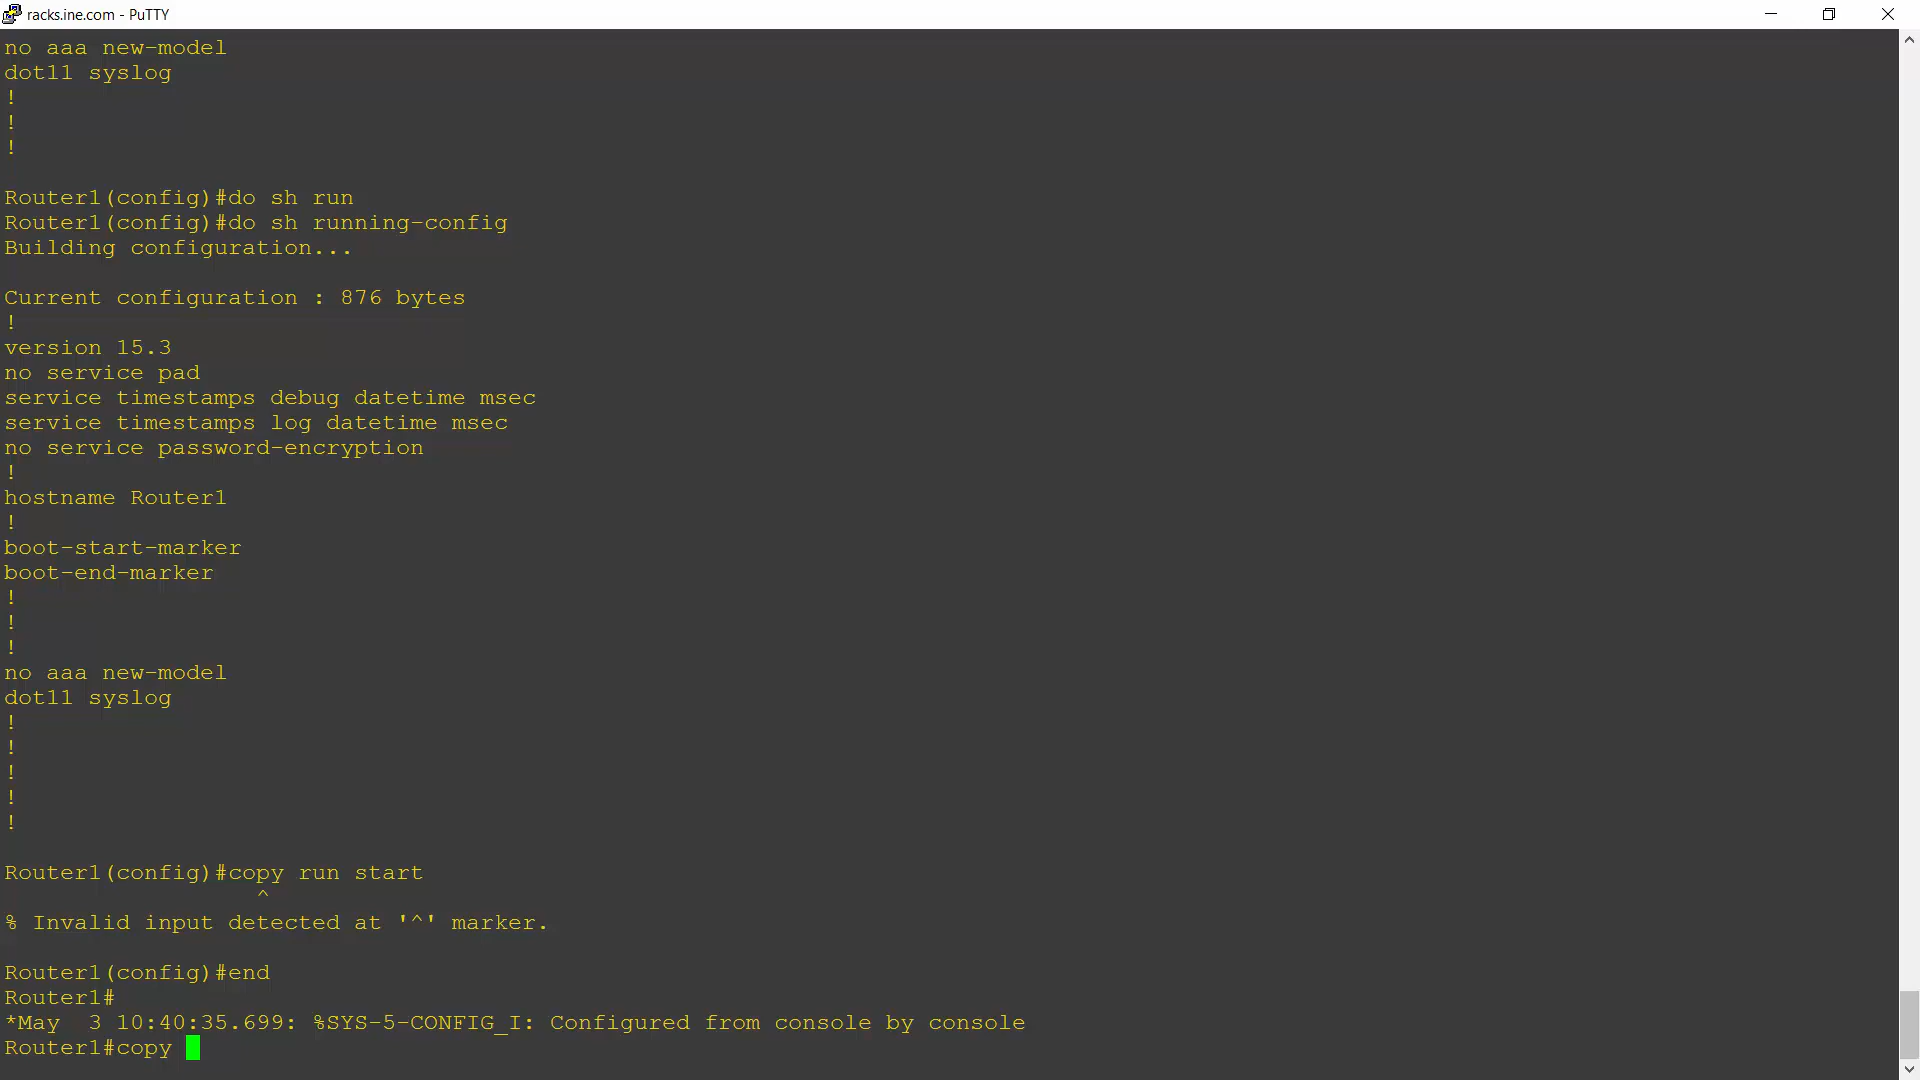 racks.ine.com - PuTTY
no aaa new-model
dot11 syslog
!
!
!
Router1(config)#do sh run
Router1(config)#do sh running-config
Building configuration...
Current configuration : 876 bytes
!
version 15.3
no service pad
service timestamps debug datetime msec
service timestamps log datetime msec
no service password-encryption
!
hostname Router1
!
boot-start-marker
boot-end-marker
!
!
!
no aaa new-model
dot11 syslog
!
!
!
!
!
Router1(config)#copy run start
^
% Invalid input detected at '^' marker.
Router1(config)#end
Router1#
*May  3 10:40:35.699: %SYS-5-CONFIG_I: Configured from console by console
Router1#copy